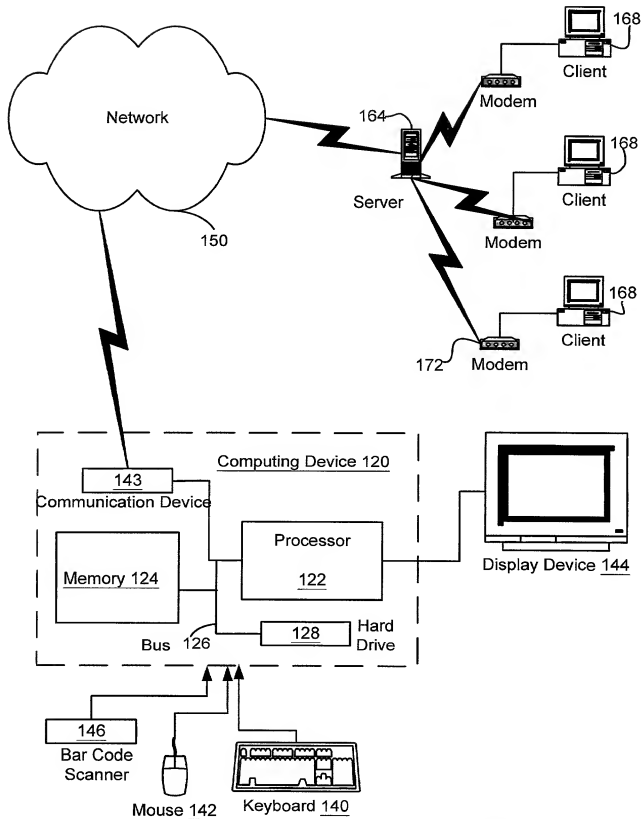 168
Client
Modem
Network
164
Server
168
Client
Modem
150
168
Client
172
Modem
Computing Device 120
143
Communication Device
Processor
122
Memory 124
Display Device 144
Bus
126
128
Hard
Drive
146
Bar Code
Scanner
Mouse 142
Keyboard 140